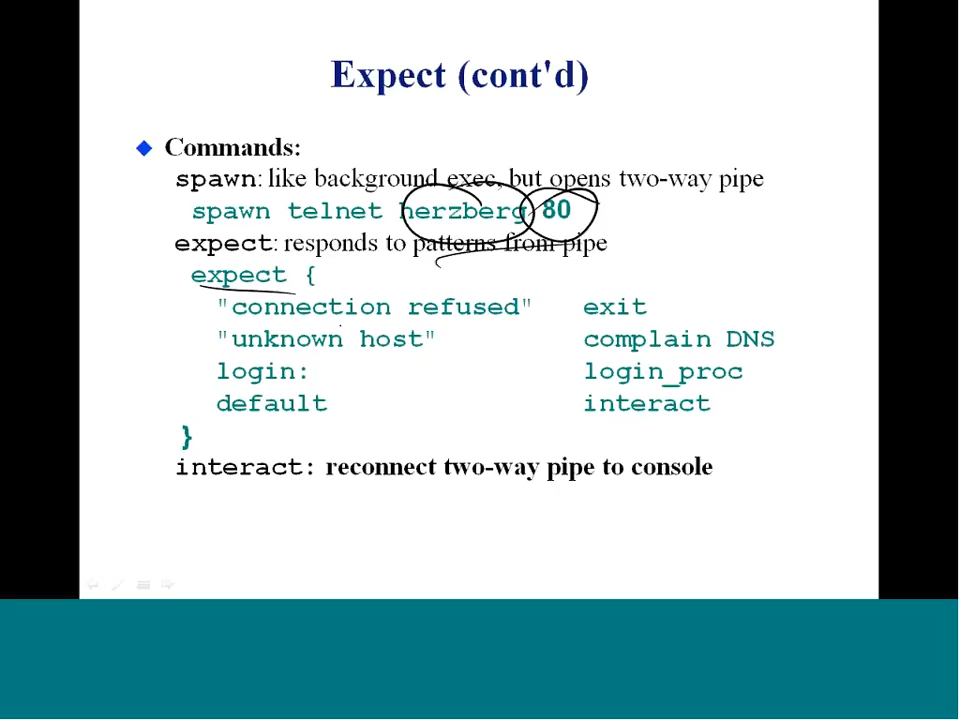 Expect (cont'd)
Commands:
spawn: like background exec, but opens two-way pipe
spawn telnet herzberg 80
expect: responds to patterns from pipe
expect {
"connection refused" exit
"unknown host" complain DNS
login: login_proc
default interact
}
interact: reconnect two-way pipe to console